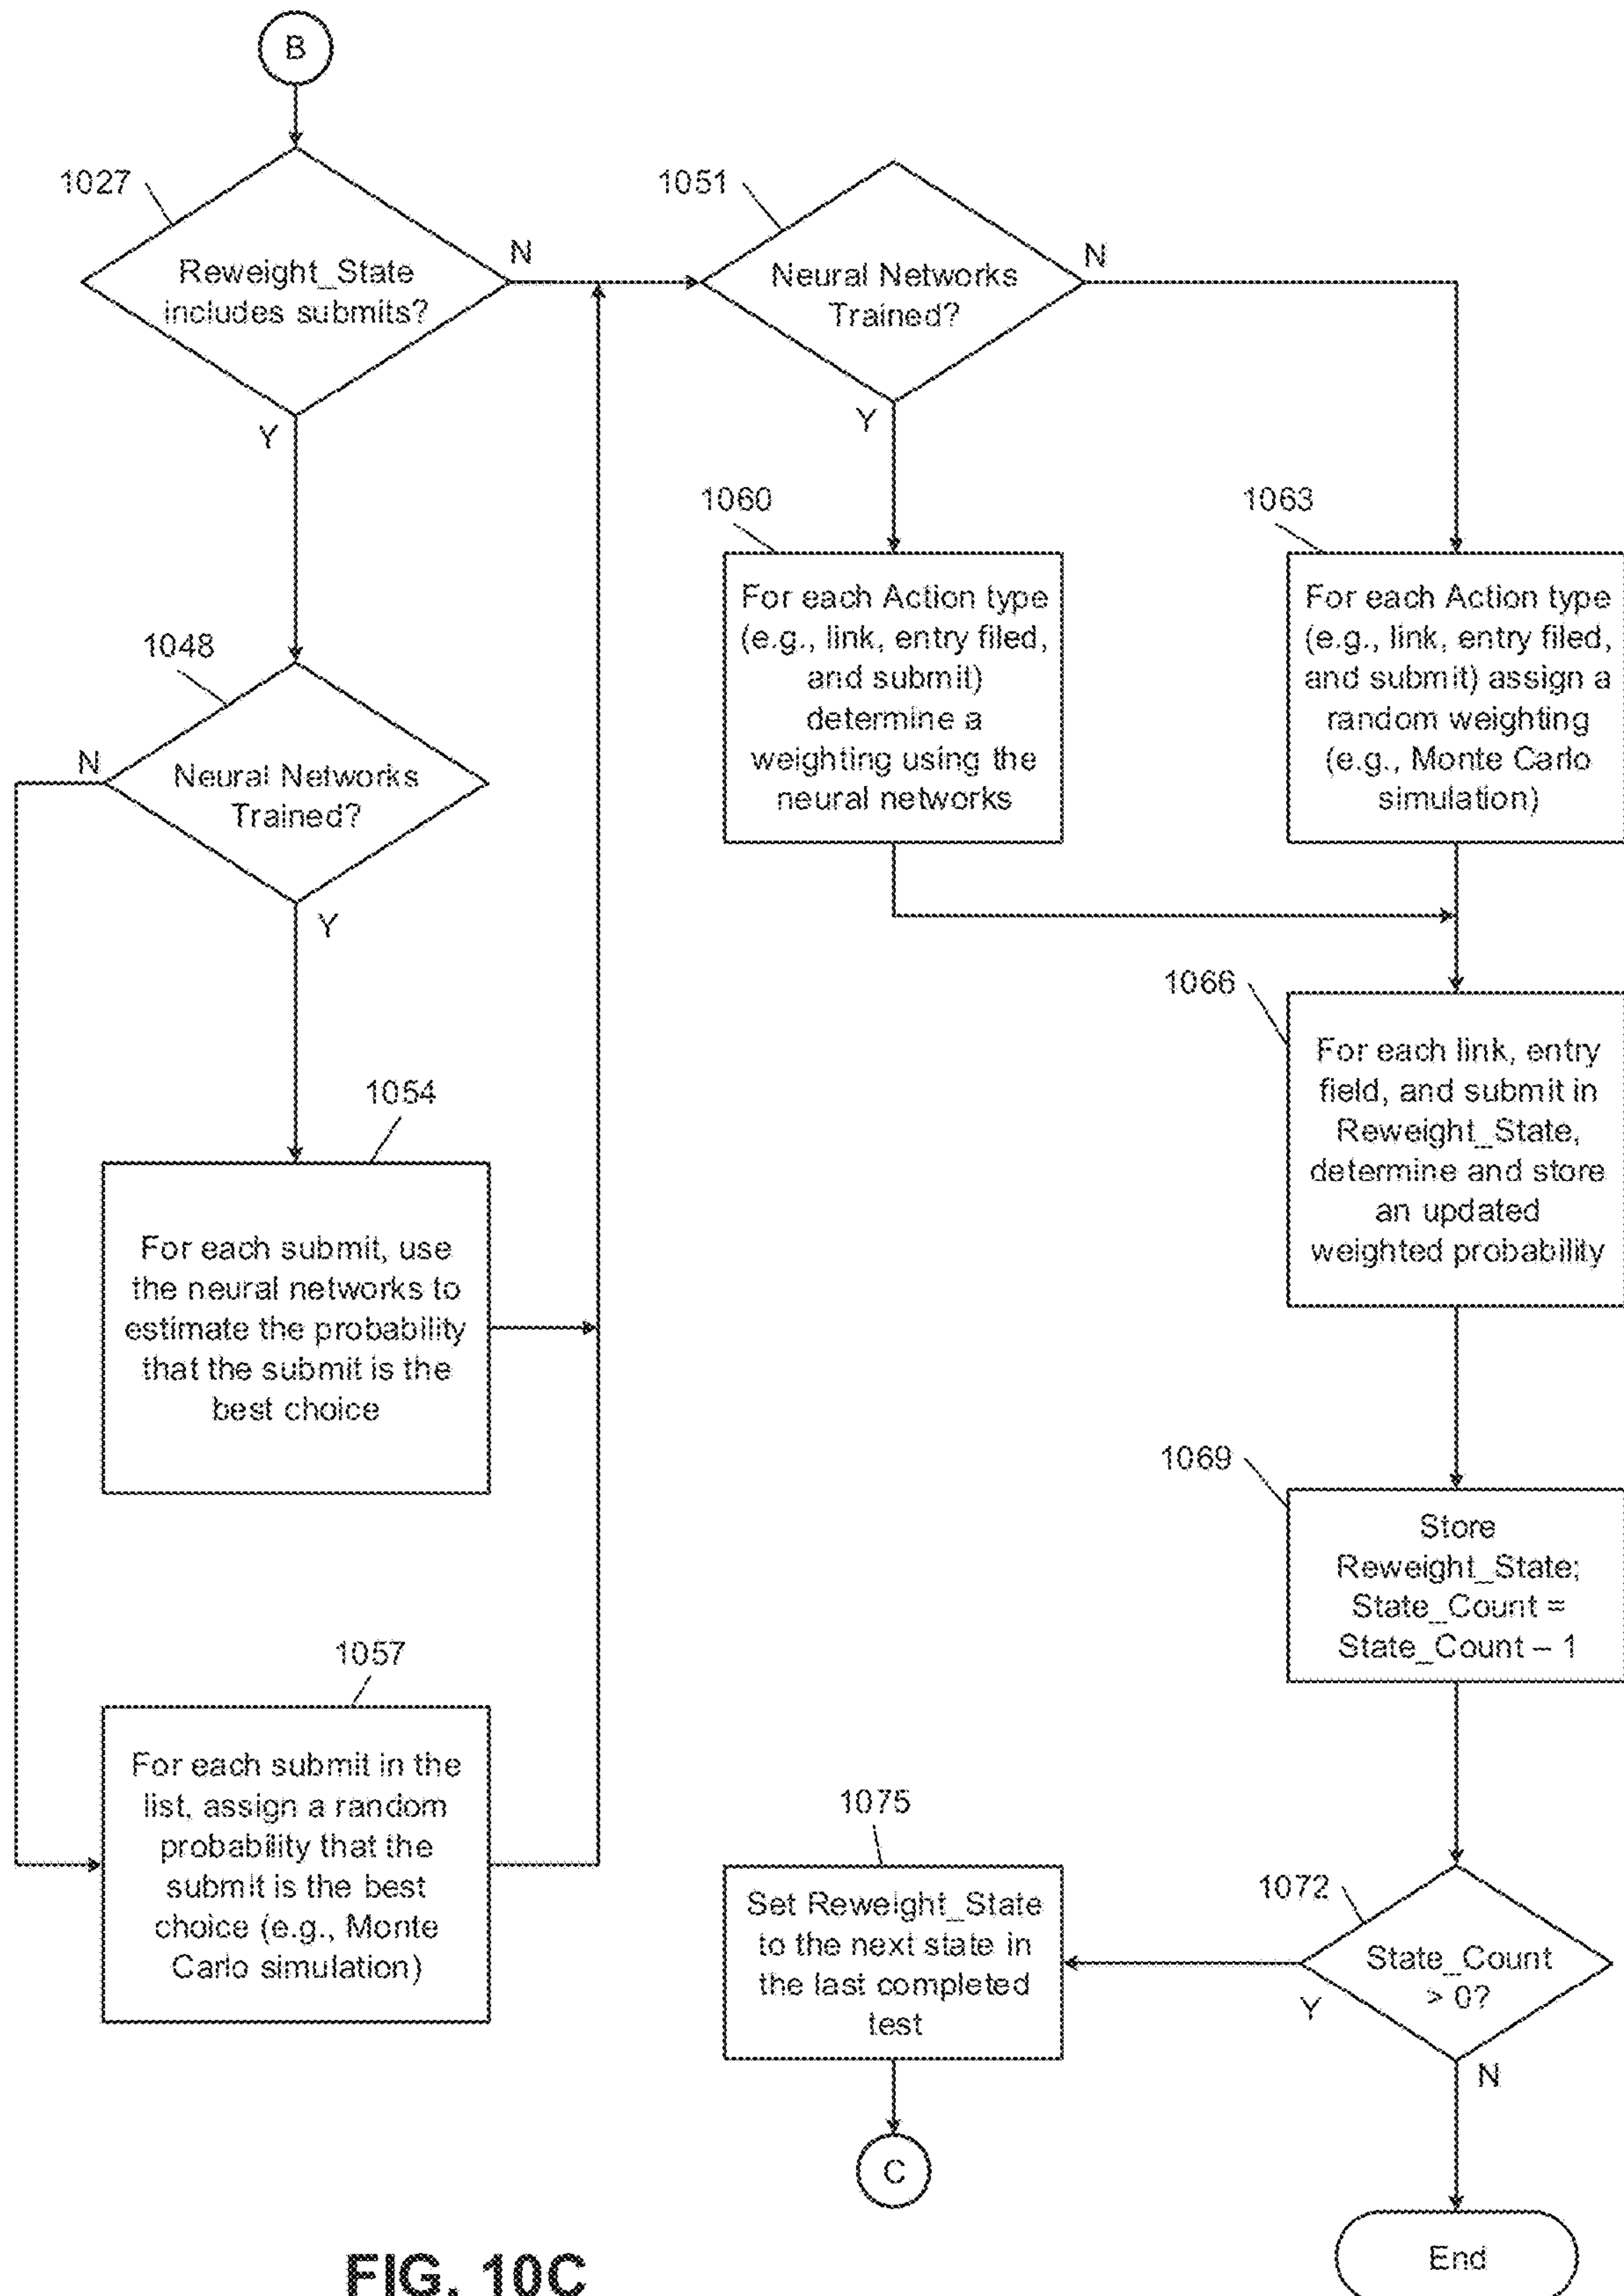 B
1027
Reweight_State
includes submits?
N
Y
1051
Neural Networks
Trained?
N
Y
1048
Neural Networks
Trained?
N
Y
1060
For each Action type
(e.g., link, entry filed,
and submit)
determine a
weighting using the
neural networks
1063
For each Action type
(e.g., link, entry filed,
and submit) assign a
random weighting
(e.g., Monte Carlo
simulation)
1054
For each submit, use
the neural networks to
estimate the probability
that the submit is the
best choice
1066
For each link, entry
field, and submit in
Reweight_State,
determine and store
an updated
weighted probability
1057
For each submit in the
list, assign a random
probability that the
submit is the best
choice (e.g., Monte
Carlo simulation)
1069
Store
Reweight_State;
State_Count =
State_Count – 1
1072
State_Count
> 0?
Y
N
1075
Set Reweight_State
to the next state in
the last completed
test
C
End
FIG. 10C